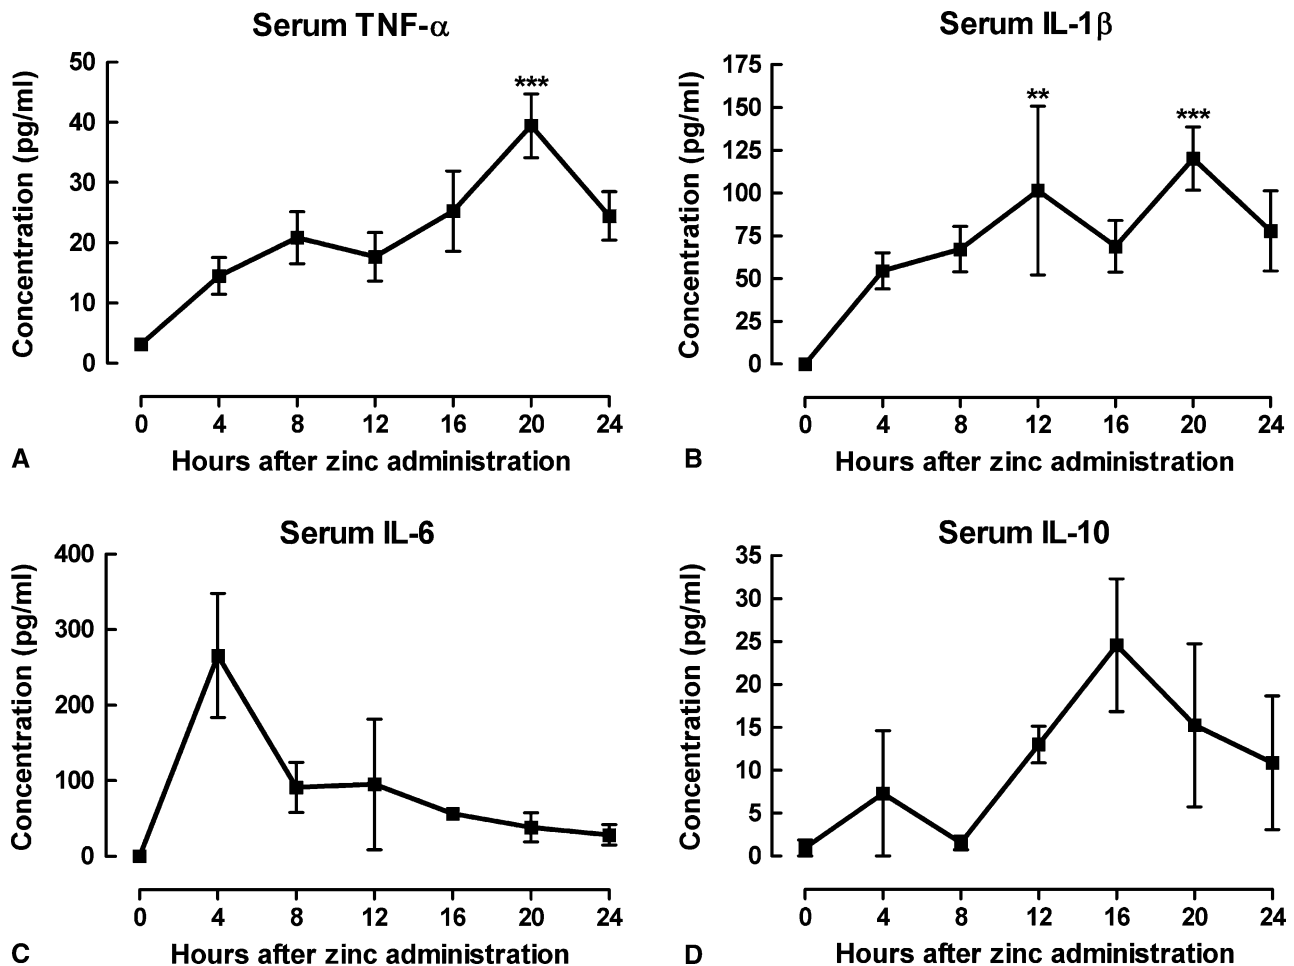 Serum TNF-α
Concentration (pg/ml)
50
40
30
20
10
0
***
0 4 8 12 16 20 24
Hours after zinc administration
A
Serum IL-1β
Concentration (pg/ml)
175
150
125
100
75
50
25
0
**
***
0 4 8 12 16 20 24
Hours after zinc administration
B
Serum IL-6
Concentration (pg/ml)
400
300
200
100
0
0 4 8 12 16 20 24
Hours after zinc administration
C
Serum IL-10
Concentration (pg/ml)
35
30
25
20
15
10
5
0
0 4 8 12 16 20 24
Hours after zinc administration
D